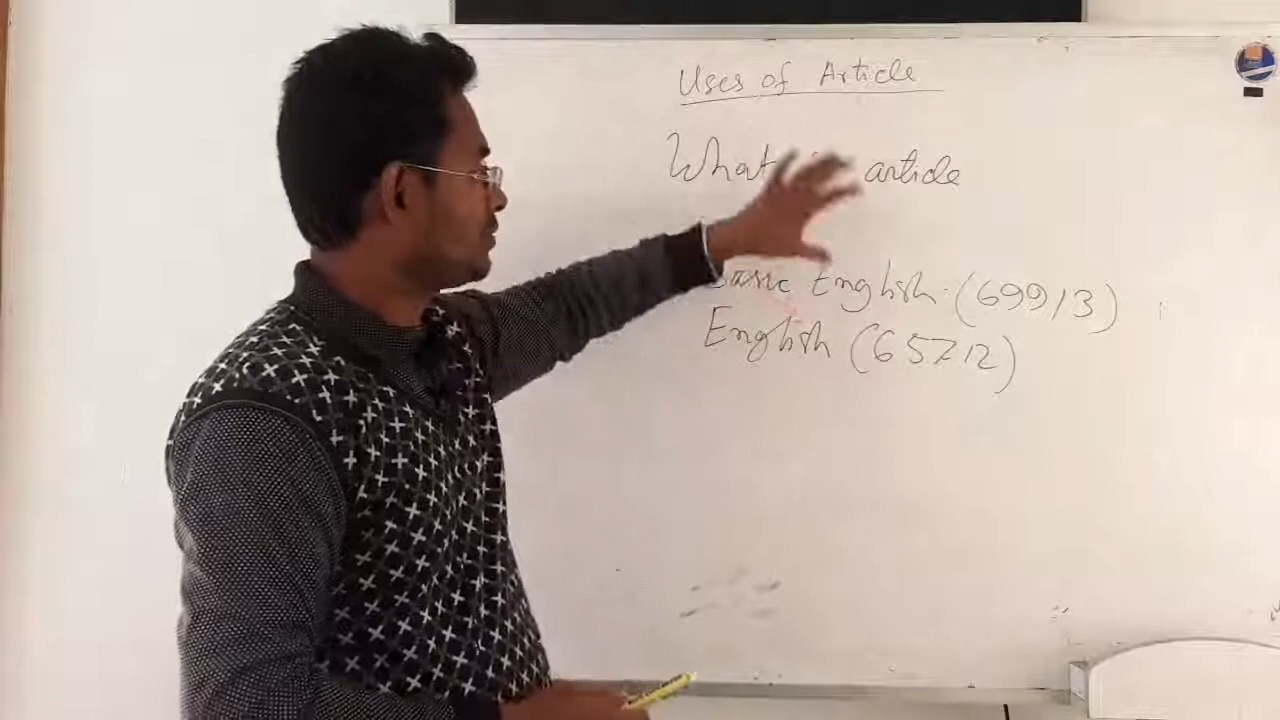 Uses of Article
What is article
Basic English (69913)
English (65712)